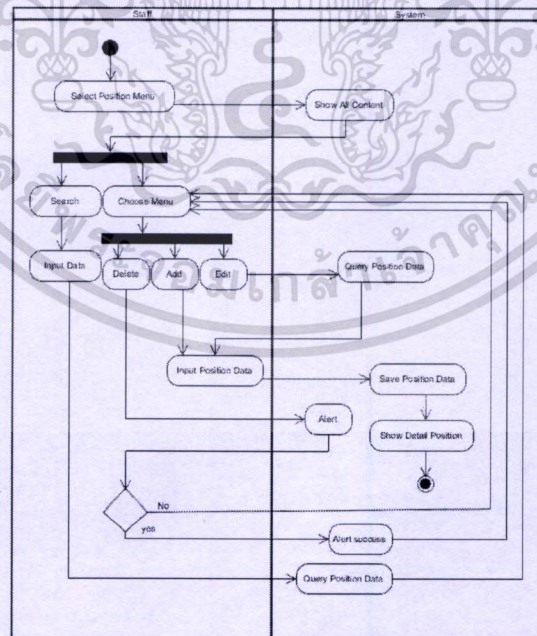 Staff
System
Select Position Menu
Show All Content
Search
Choose Menu
Input Data
Delete
Add
Edit
Query Position Data
Input Position Data
Save Position Data
Alert
Show Detail Position
No
yes
Alert success
Query Position Data